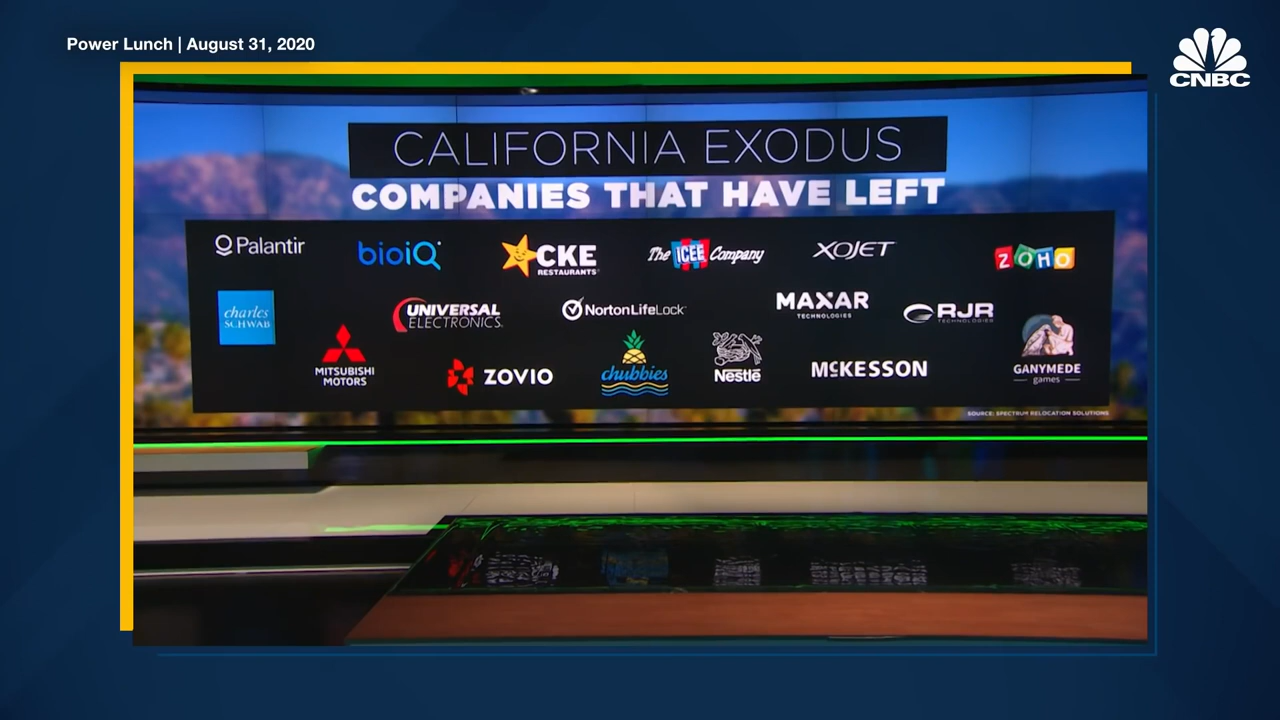 Power Lunch | August 31, 2020
CNBC
CALIFORNIA EXODUS
COMPANIES THAT HAVE LEFT
Palantir
bioiQ
CKE
RESTAURANTS
The ICEE Company
XOJET
ZOHO
charles
SCHWAB
UNIVERSAL
ELECTRONICS
NortonLifeLock
MAXAR
TECHNOLOGIES
RJR
TECHNOLOGIES
MITSUBISHI
MOTORS
ZOVIO
chubbies
Nestlé
MCKESSON
GANYMEDE
games
SOURCE: SPECTRUM RELOCATION SOLUTIONS